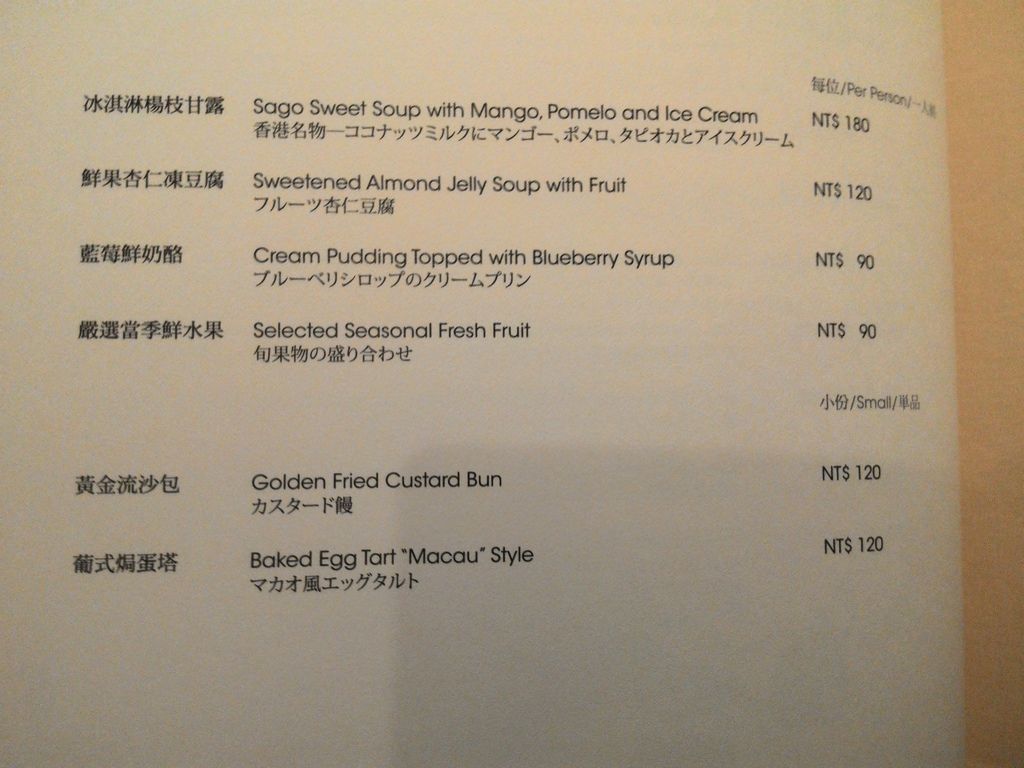 每位/Per Person/一人前
冰淇淋楊枝甘露 Sago Sweet Soup with Mango, Pomelo and Ice Cream NT$ 180
香港名物─ココナッツミルクにマンゴー、ポメロ、タピオカとアイスクリーム
鮮果杏仁凍豆腐 Sweetened Almond Jelly Soup with Fruit NT$ 120
フルーツ杏仁豆腐
藍莓鮮奶酪 Cream Pudding Topped with Blueberry Syrup NT$ 90
ブルーベリシロップのクリームプリン
嚴選當季鮮水果 Selected Seasonal Fresh Fruit NT$ 90
旬果物の盛り合わせ
小份/Small/単品
黃金流沙包 Golden Fried Custard Bun NT$ 120
カスタード饅
葡式焗蛋塔 Baked Egg Tart “Macau” Style NT$ 120
マカオ風エッグタルト